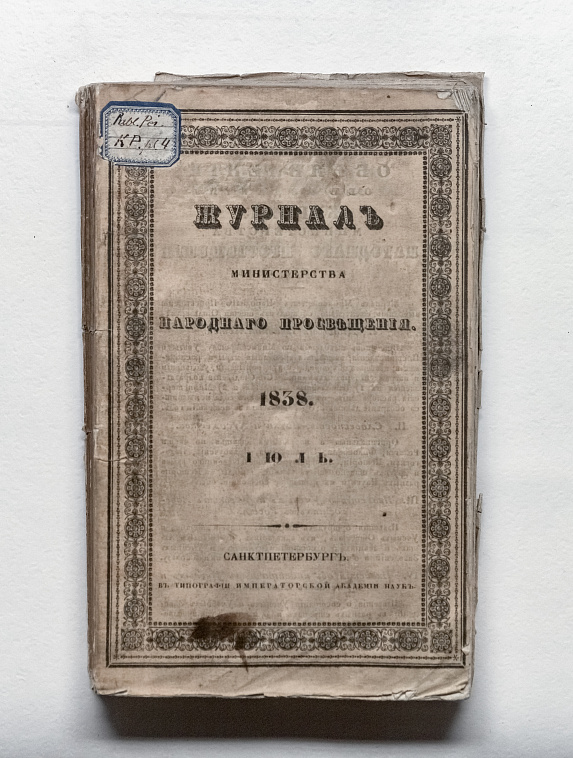 ЖУРНАЛЪ
МИНИСТЕРСТВА
НАРОДНАГО ПРОСВѢЩЕНІЯ.
1838.
ІЮЛЬ.
САНКТПЕТЕРБУРГЪ.
ВЪ ТИПОГРАФІИ ИМПЕРАТОРСКОЙ АКАДЕМІИ НАУКЪ.